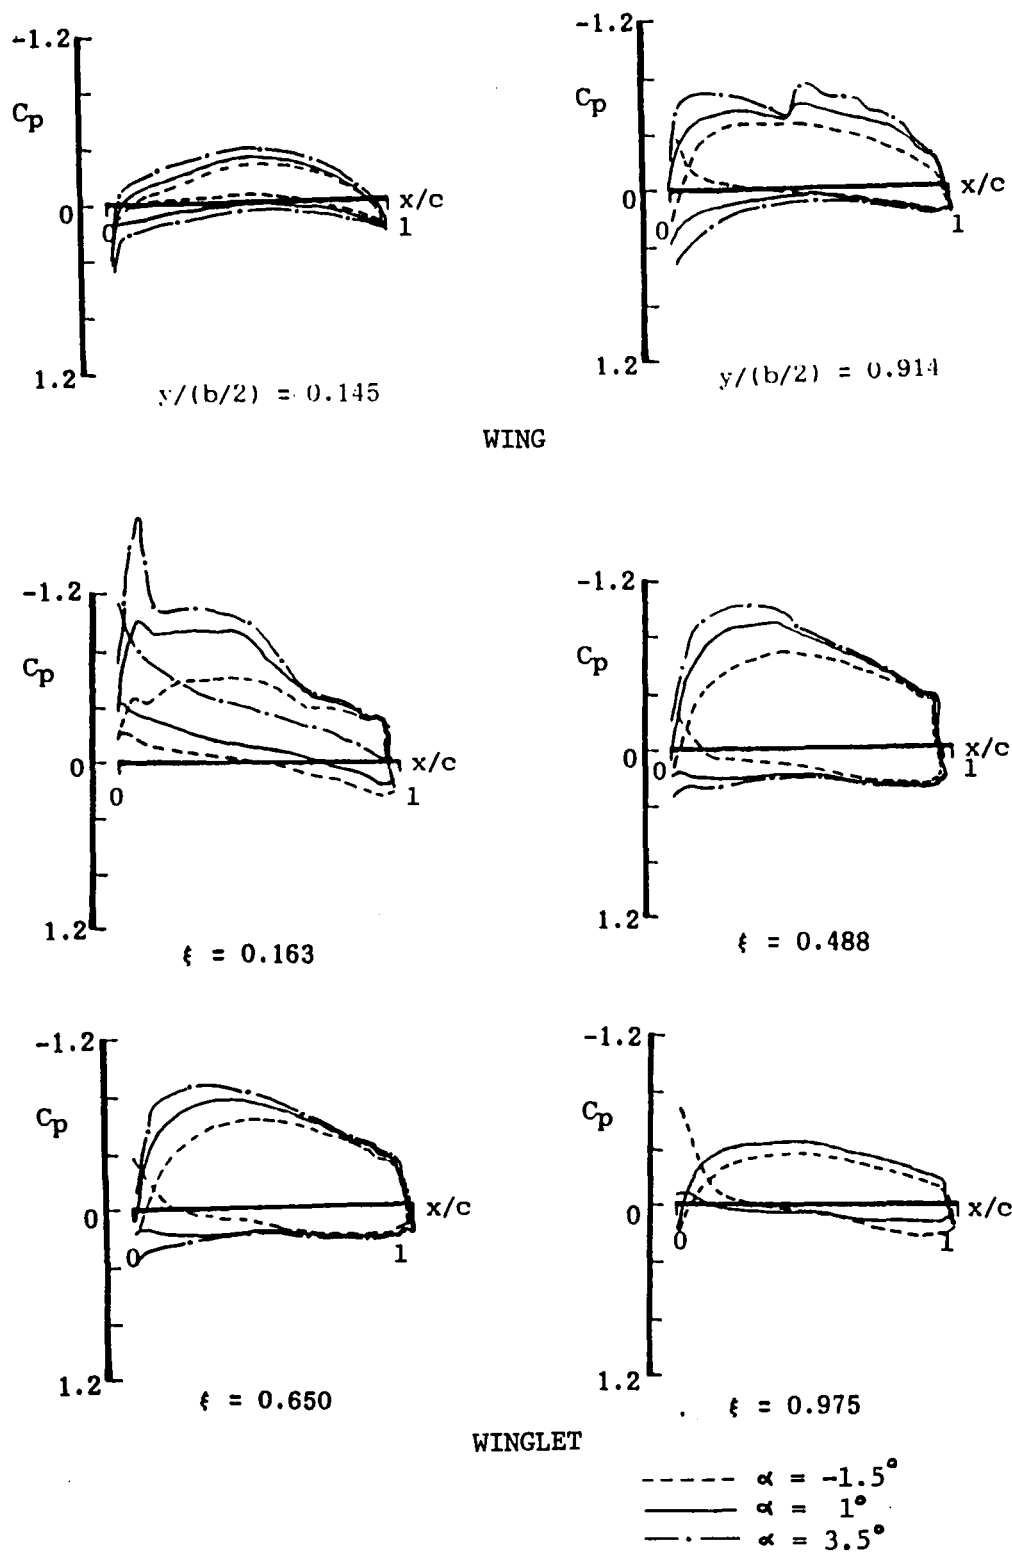 -1.2
Cp
0
1.2
0
x/c
1
y/(b/2) = 0.145
-1.2
Cp
0
1.2
0
x/c
1
y/(b/2) = 0.914
WING
-1.2
Cp
0
1.2
0
x/c
1
ξ = 0.163
-1.2
Cp
0
1.2
0
x/c
1
ξ = 0.488
-1.2
Cp
0
1.2
0
x/c
1
ξ = 0.650
-1.2
Cp
0
1.2
0
x/c
1
ξ = 0.975
WINGLET
α = -1.5°
α = 1°
α = 3.5°